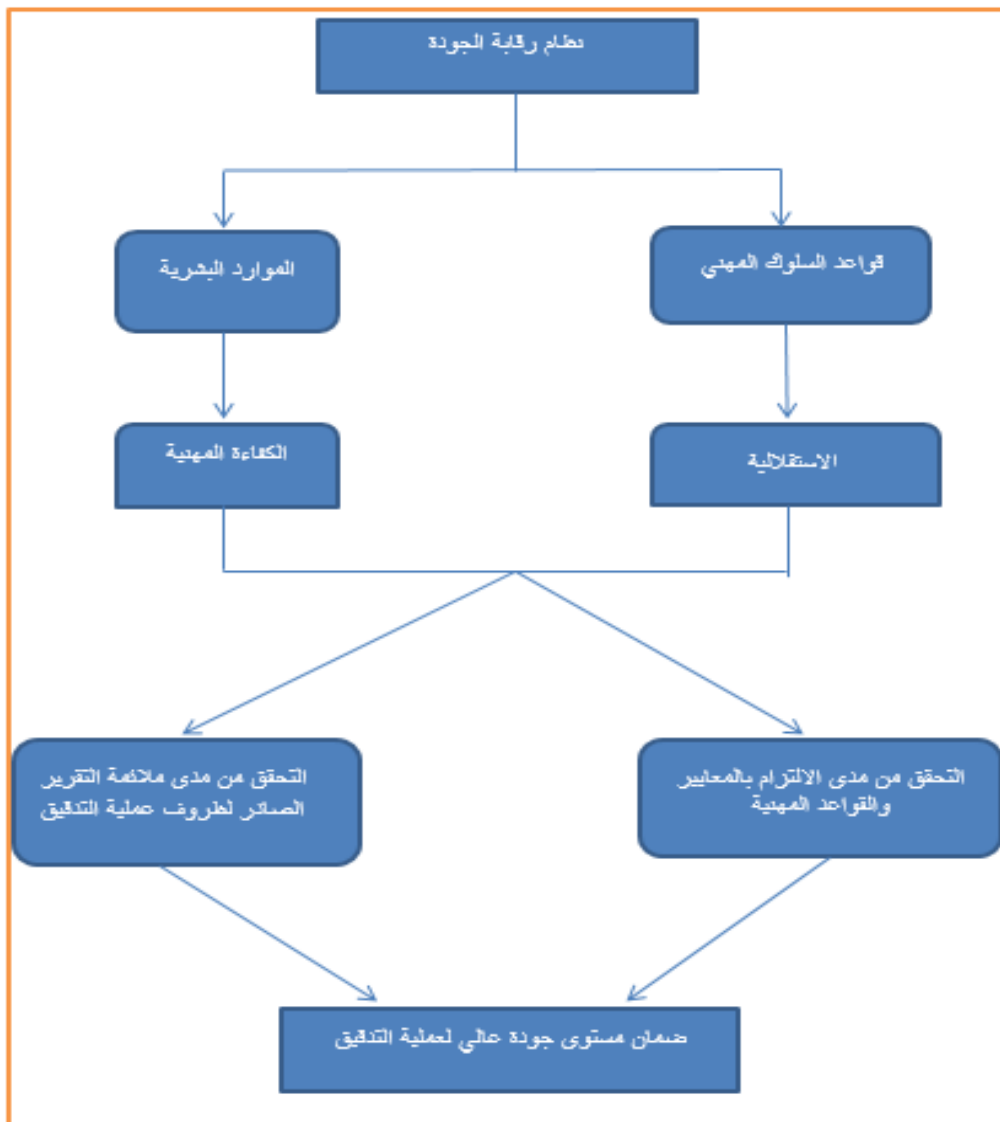 نظام رقابة الجودة
قواعد السلوك المهني
الموارد البشرية
الاستقلالية
الكفاءة المهنية
التحقق من مدى الالتزام بالمعايير
والقواعد المهنية
التحقق من مدى ملائمة التقرير
الصادر لظروف عملية التدقيق
ضمان مستوى جودة عالي لعملية التدقيق